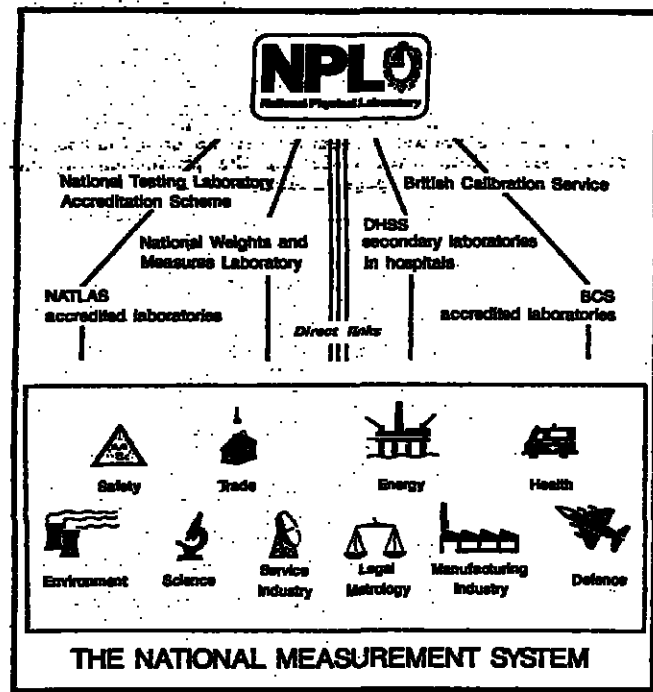 NPL
National Physical Laboratory
National Testing Laboratory
Accreditation Scheme
British Calibration Service
National Weights and
Measures Laboratory
DHSS
secondary laboratories
in hospitals
NATLAS
accredited laboratories
BCS
accredited laboratories
Direct links
Safety
Trade
Energy
Health
Environment
Science
Service
Industry
Legal
Metrology
Manufacturing
Industry
Defence
THE NATIONAL MEASUREMENT SYSTEM